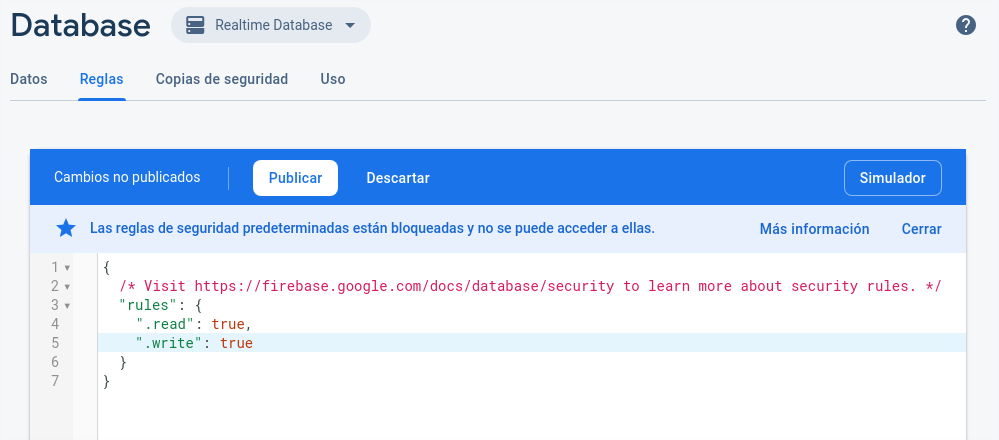 Database
Realtime Database
?
Datos Reglas Copias de seguridad Uso
Cambios no publicados Publicar Descartar Simulador
Las reglas de seguridad predeterminadas están bloqueadas y no se puede acceder a ellas. Más información Cerrar
1 {
2 /* Visit https://firebase.google.com/docs/database/security to learn more about security rules. */
3 "rules": {
4 ".read": true,
5 ".write": true
6 }
7 }